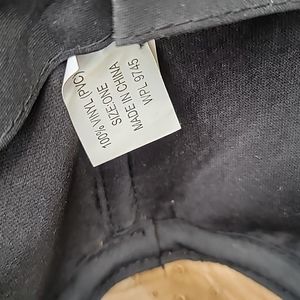 100% VINYL (PVC)
SIZE:ONE
MADE IN CHINA
WPL 9745